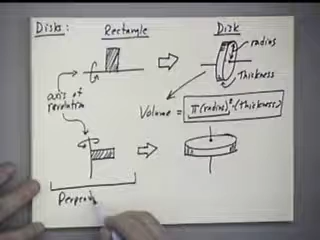 Disks:
Rectangle
Disk
radius
Thickness
axis of
revolution
Volume = π(radius)²·(thickness)
Perpend